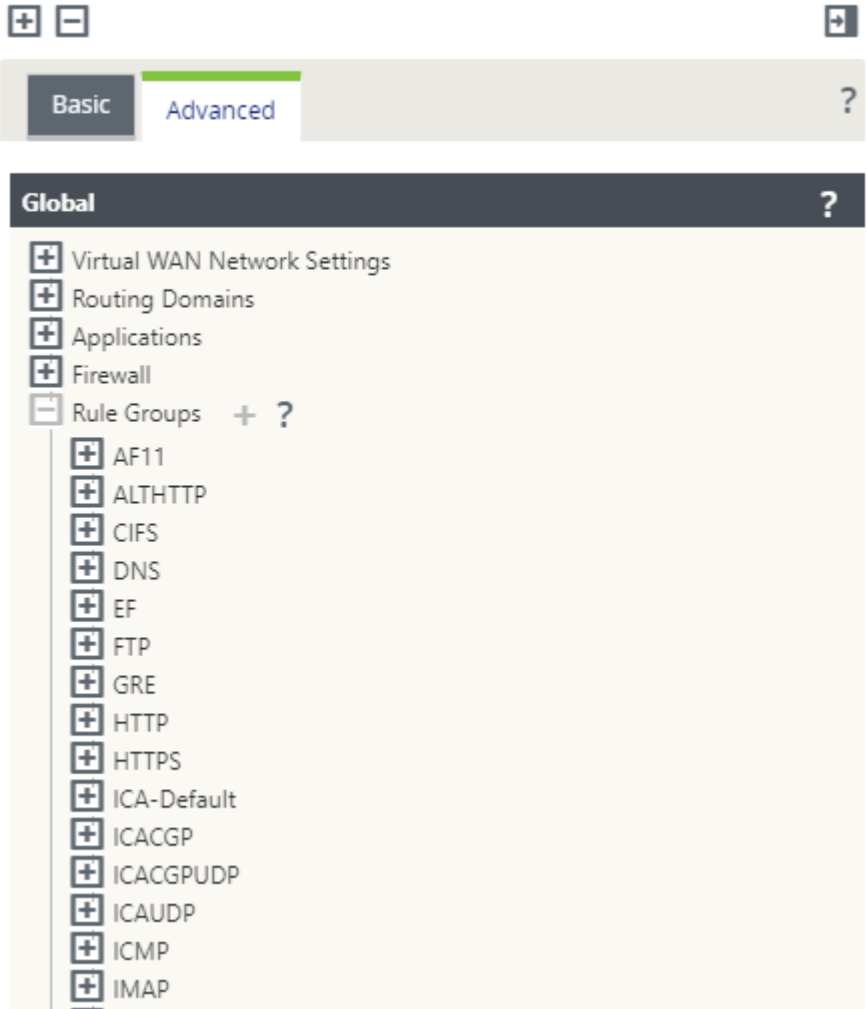 Basic Advanced ?
Global ?
Virtual WAN Network Settings
Routing Domains
Applications
Firewall
Rule Groups + ?
AF11
ALTHTTP
CIFS
DNS
EF
FTP
GRE
HTTP
HTTPS
ICA-Default
ICACGP
ICACGPUDP
ICAUDP
ICMP
IMAP